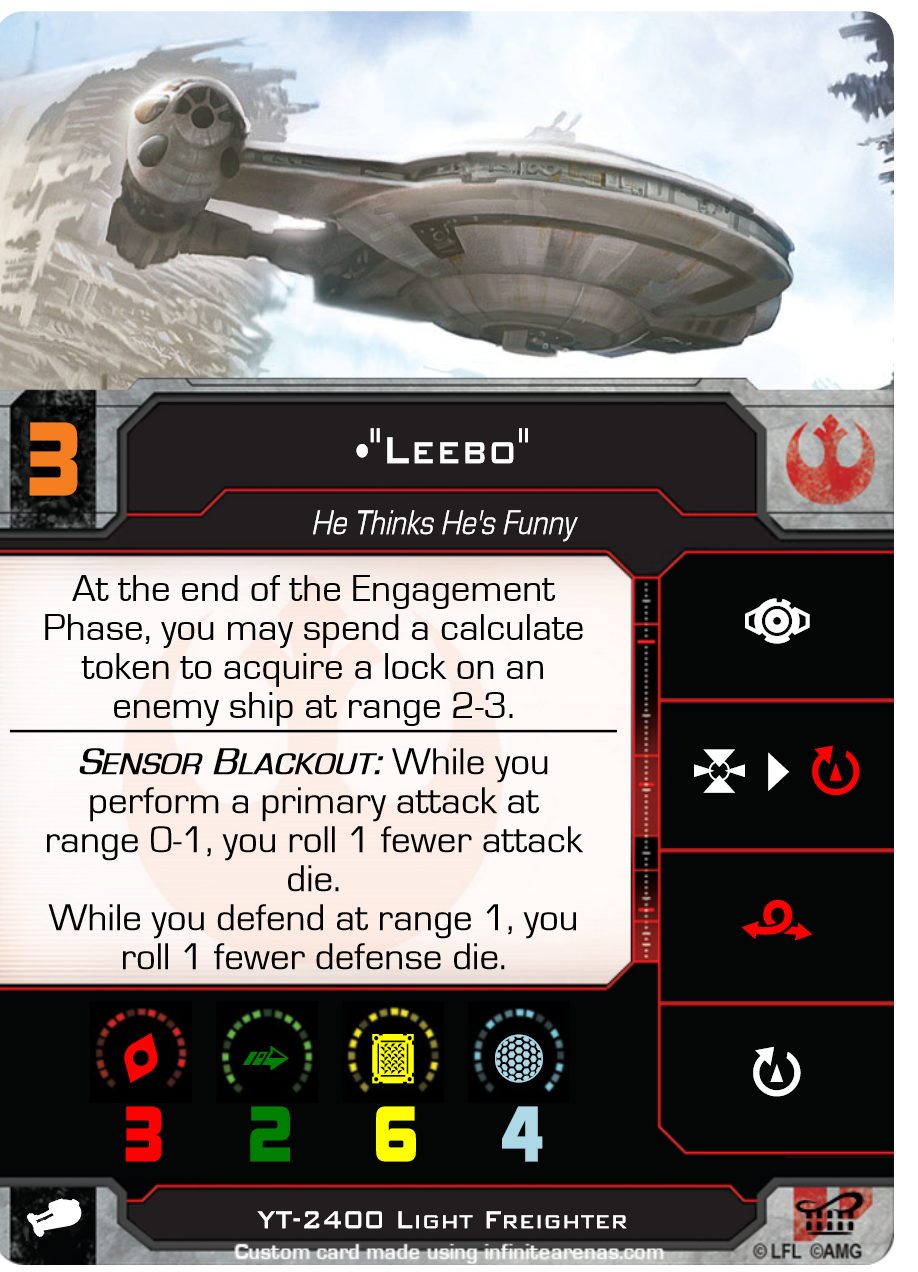 3
•"Leebo"
He Thinks He's Funny
At the end of the Engagement
Phase, you may spend a calculate
token to acquire a lock on an
enemy ship at range 2-3.
Sensor Blackout: While you
perform a primary attack at
range 0-1, you roll 1 fewer attack
die.
While you defend at range 1, you
roll 1 fewer defense die.
3 2 6 4
YT-2400 Light Freighter
Custom card made using infinitearenas.com
© LFL ©AMG